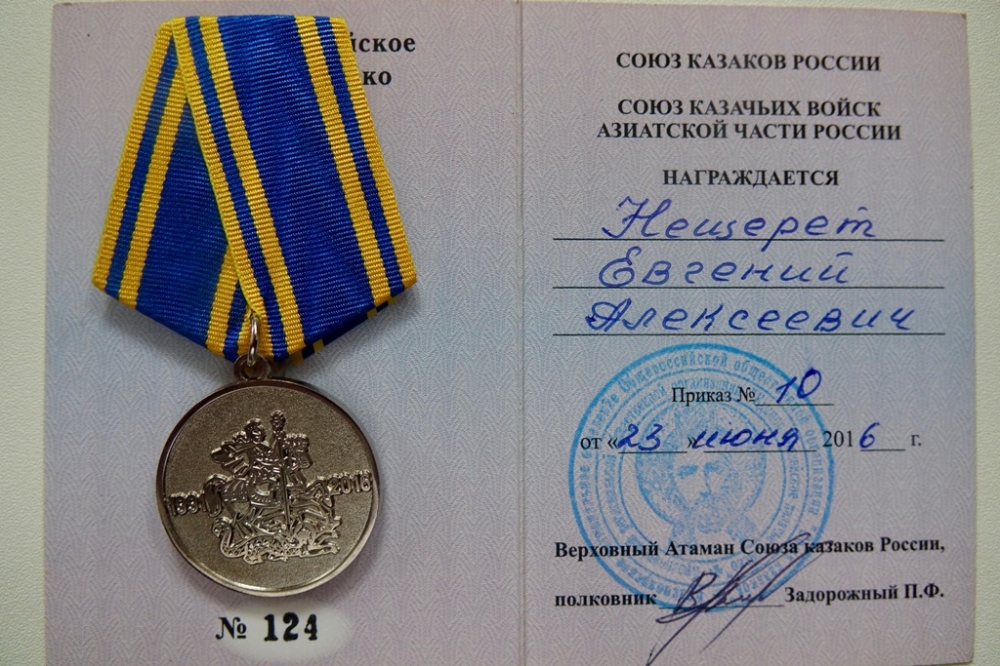 йское
ко
1991
2016
№ 124
СОЮЗ КАЗАКОВ РОССИИ
СОЮЗ КАЗАЧЬИХ ВОЙСК
АЗИАТСКОЙ ЧАСТИ РОССИИ
НАГРАЖДАЕТСЯ
Нещерет
Евгений
Алексеевич
Приказ № 10
от «23» июня 2016 г.
Верховный Атаман Союза казаков России,
полковник Задорожный П.Ф.